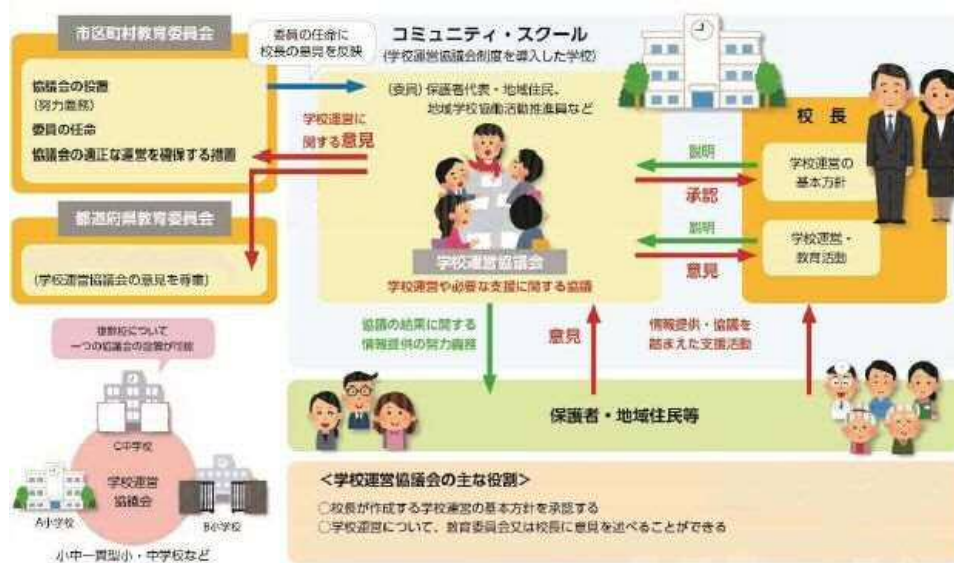 市区町村教育委員会
協議会の設置
(努力義務)
委員の任命
協議会の適正な運営を確保する措置
委員の任命に
校長の意見を反映
コミュニティ・スクール
(学校運営協議会制度を導入した学校)
(委員) 保護者代表・地域住民、
地域学校協働活動推進員など
学校運営に
関する意見
学校運営協議会
学校運営や必要な支援に関する協議
校長
説明
承認
学校運営の
基本方針
説明
意見
学校運営・
教育活動
都道府県教育委員会
(学校運営協議会の意見を尊重)
協議の結果に関する
情報提供の努力義務
意見
情報提供・協議を
踏まえた支援活動
保護者・地域住民等
複数校について
一つの協議会の設置が可能
C中学校
学校運営
協議会
A小学校
B小学校
小中一貫型小・中学校など
<学校運営協議会の主な役割>
○校長が作成する学校運営の基本方針を承認する
○学校運営について、教育委員会又は校長に意見を述べることができる